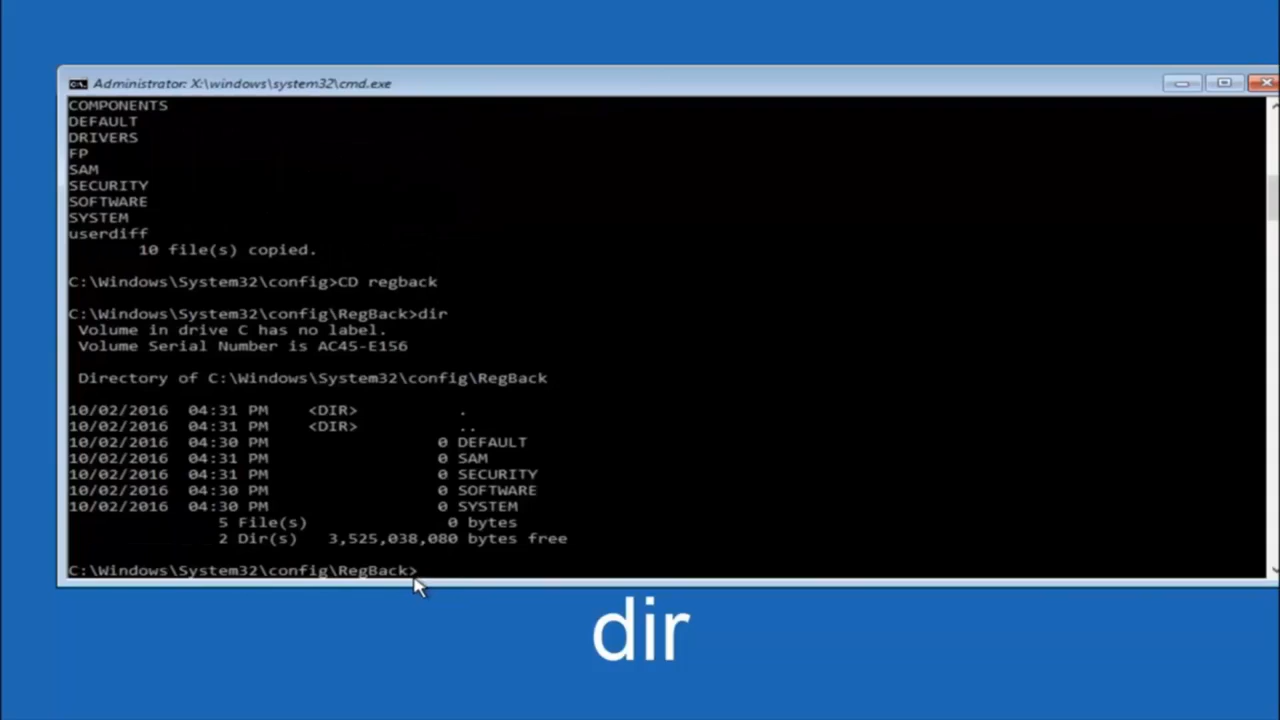 Administrator: X:\windows\system32\cmd.exe
COMPONENTS
DEFAULT
DRIVERS
FP
SAM
SECURITY
SOFTWARE
SYSTEM
userdiff
       10 file(s) copied.
C:\Windows\System32\config>CD regback
C:\Windows\System32\config\RegBack>dir
 Volume in drive C has no label.
 Volume Serial Number is AC45-E156
 Directory of C:\Windows\System32\config\RegBack
10/02/2016  04:31 PM    <DIR>          .
10/02/2016  04:31 PM    <DIR>          ..
10/02/2016  04:30 PM                 0 DEFAULT
10/02/2016  04:31 PM                 0 SAM
10/02/2016  04:31 PM                 0 SECURITY
10/02/2016  04:30 PM                 0 SOFTWARE
10/02/2016  04:30 PM                 0 SYSTEM
               5 File(s)              0 bytes
               2 Dir(s)   3,525,038,080 bytes free
C:\Windows\System32\config\RegBack>
dir